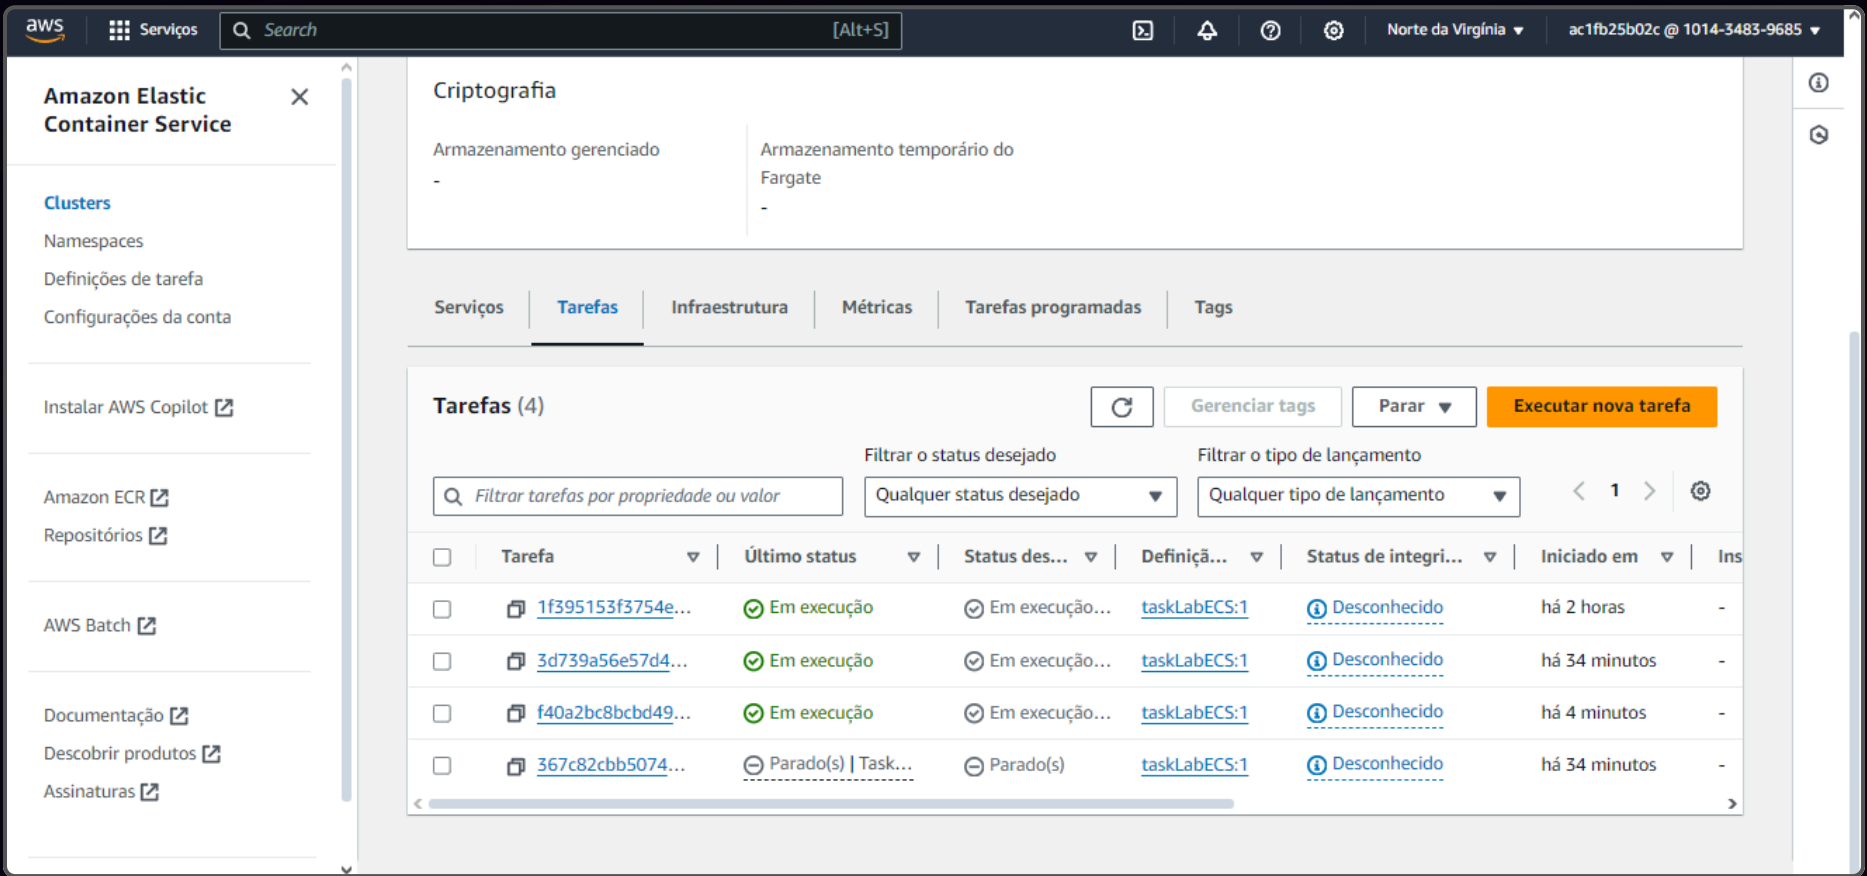 aws
Serviços
Search
[Alt+S]
Norte da Virgínia
ac1fb25b02c @ 1014-3483-9685
Amazon Elastic
Container Service
Clusters
Namespaces
Definições de tarefa
Configurações da conta
Instalar AWS Copilot
Amazon ECR
Repositórios
AWS Batch
Documentação
Descobrir produtos
Assinaturas
Criptografia
Armazenamento gerenciado
-
Armazenamento temporário do
Fargate
-
Serviços
Tarefas
Infraestrutura
Métricas
Tarefas programadas
Tags
Tarefas (4)
Gerenciar tags
Parar
Executar nova tarefa
Filtrar o status desejado
Filtrar o tipo de lançamento
Filtrar tarefas por propriedade ou valor
Qualquer status desejado
Qualquer tipo de lançamento
1
Tarefa Último status Status des... Definiçã... Status de integri... Iniciado em Ins
1f395153f3754e... Em execução Em execução... taskLabECS:1 Desconhecido há 2 horas -
3d739a56e57d4... Em execução Em execução... taskLabECS:1 Desconhecido há 34 minutos -
f40a2bc8bcbd49... Em execução Em execução... taskLabECS:1 Desconhecido há 4 minutos -
367c82cbb5074... Parado(s) | Task... Parado(s) taskLabECS:1 Desconhecido há 34 minutos -